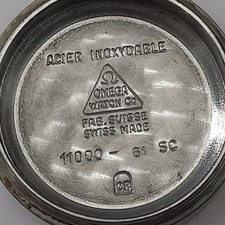 ACIER INOXYDABLE
Ω
OMEGA
WATCH Co
FAB. SUISSE
SWISS MADE
11000 - 61 SC